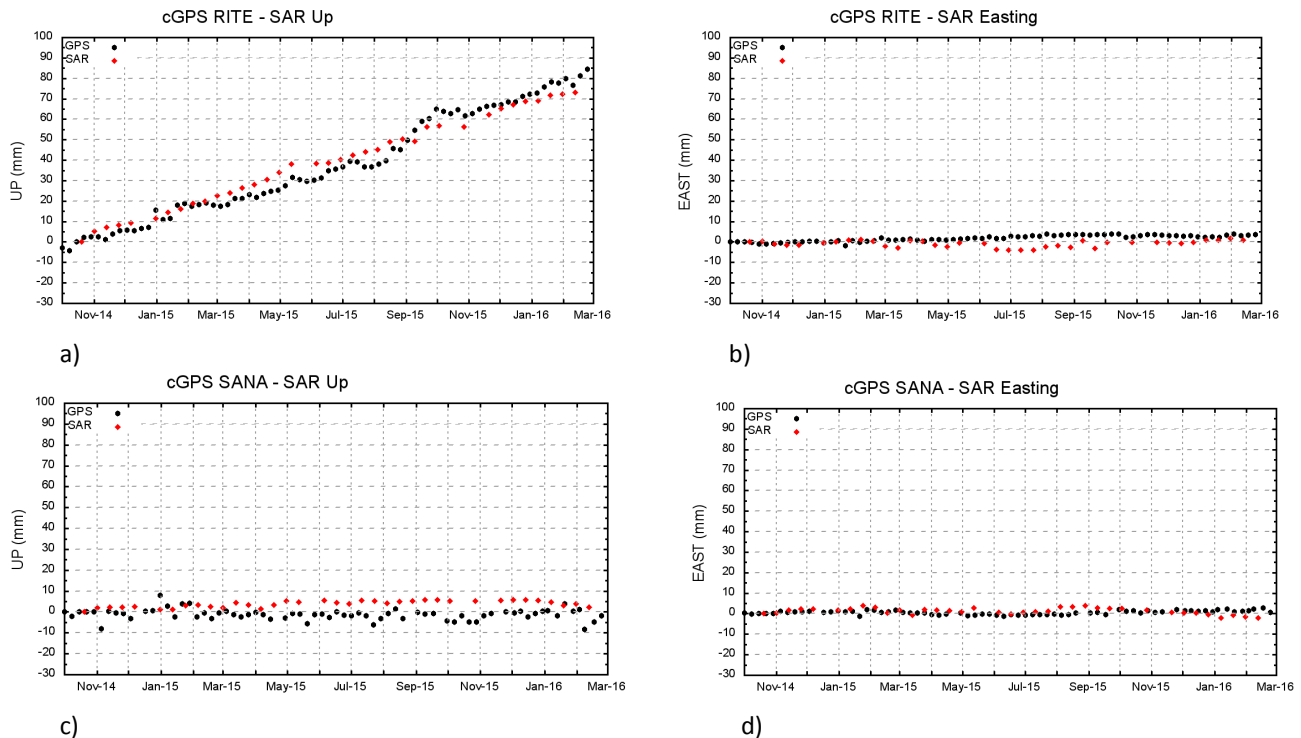 cGPS RITE - SAR Up
100
90
80
70
60
50
40
30
20
10
0
-10
-20
-30
UP (mm)
GPS
SAR
Nov-14 Jan-15 Mar-15 May-15 Jul-15 Sep-15 Nov-15 Jan-16 Mar-16
a)
cGPS RITE - SAR Easting
100
90
80
70
60
50
40
30
20
10
0
-10
-20
-30
EAST (mm)
GPS
SAR
Nov-14 Jan-15 Mar-15 May-15 Jul-15 Sep-15 Nov-15 Jan-16 Mar-16
b)
cGPS SANA - SAR Up
100
90
80
70
60
50
40
30
20
10
0
-10
-20
-30
UP (mm)
GPS
SAR
Nov-14 Jan-15 Mar-15 May-15 Jul-15 Sep-15 Nov-15 Jan-16 Mar-16
c)
cGPS SANA - SAR Easting
100
90
80
70
60
50
40
30
20
10
0
-10
-20
-30
EAST (mm)
GPS
SAR
Nov-14 Jan-15 Mar-15 May-15 Jul-15 Sep-15 Nov-15 Jan-16 Mar-16
d)